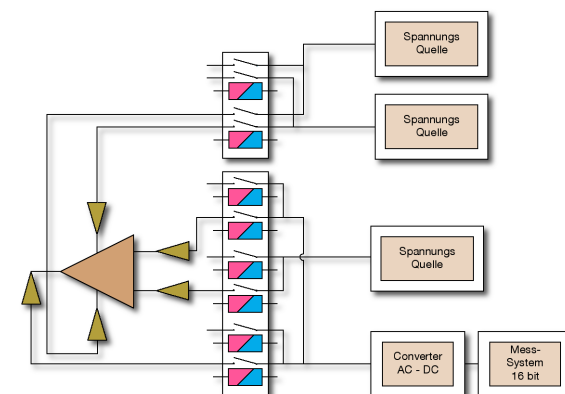 Spannungs
Quelle
Spannungs
Quelle
Spannungs
Quelle
Converter
AC - DC
Mess-
System
16 bit